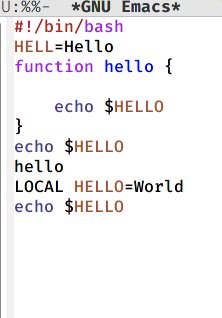 U:%%-  *GNU Emacs*
#!/bin/bash
HELL=Hello
function hello {
    echo $HELLO
}
echo $HELLO
hello
LOCAL HELLO=World
echo $HELLO